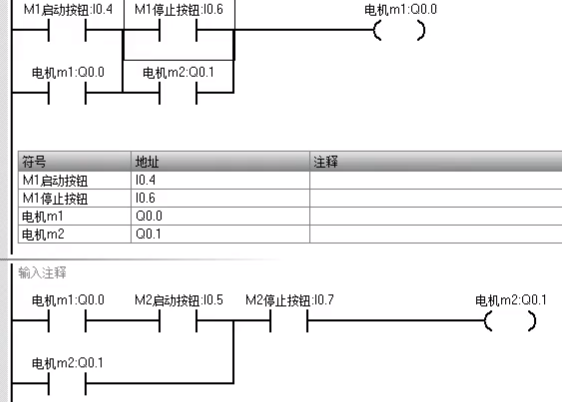 M1启动按钮:I0.4 M1停止按钮:I0.6 电机m1:Q0.0
电机m1:Q0.0 电机m2:Q0.1
符号 地址 注释
M1启动按钮 I0.4
M1停止按钮 I0.6
电机m1 Q0.0
电机m2 Q0.1
输入注释
电机m1:Q0.0 M2启动按钮:I0.5 M2停止按钮:I0.7 电机m2:Q0.1
电机m2:Q0.1